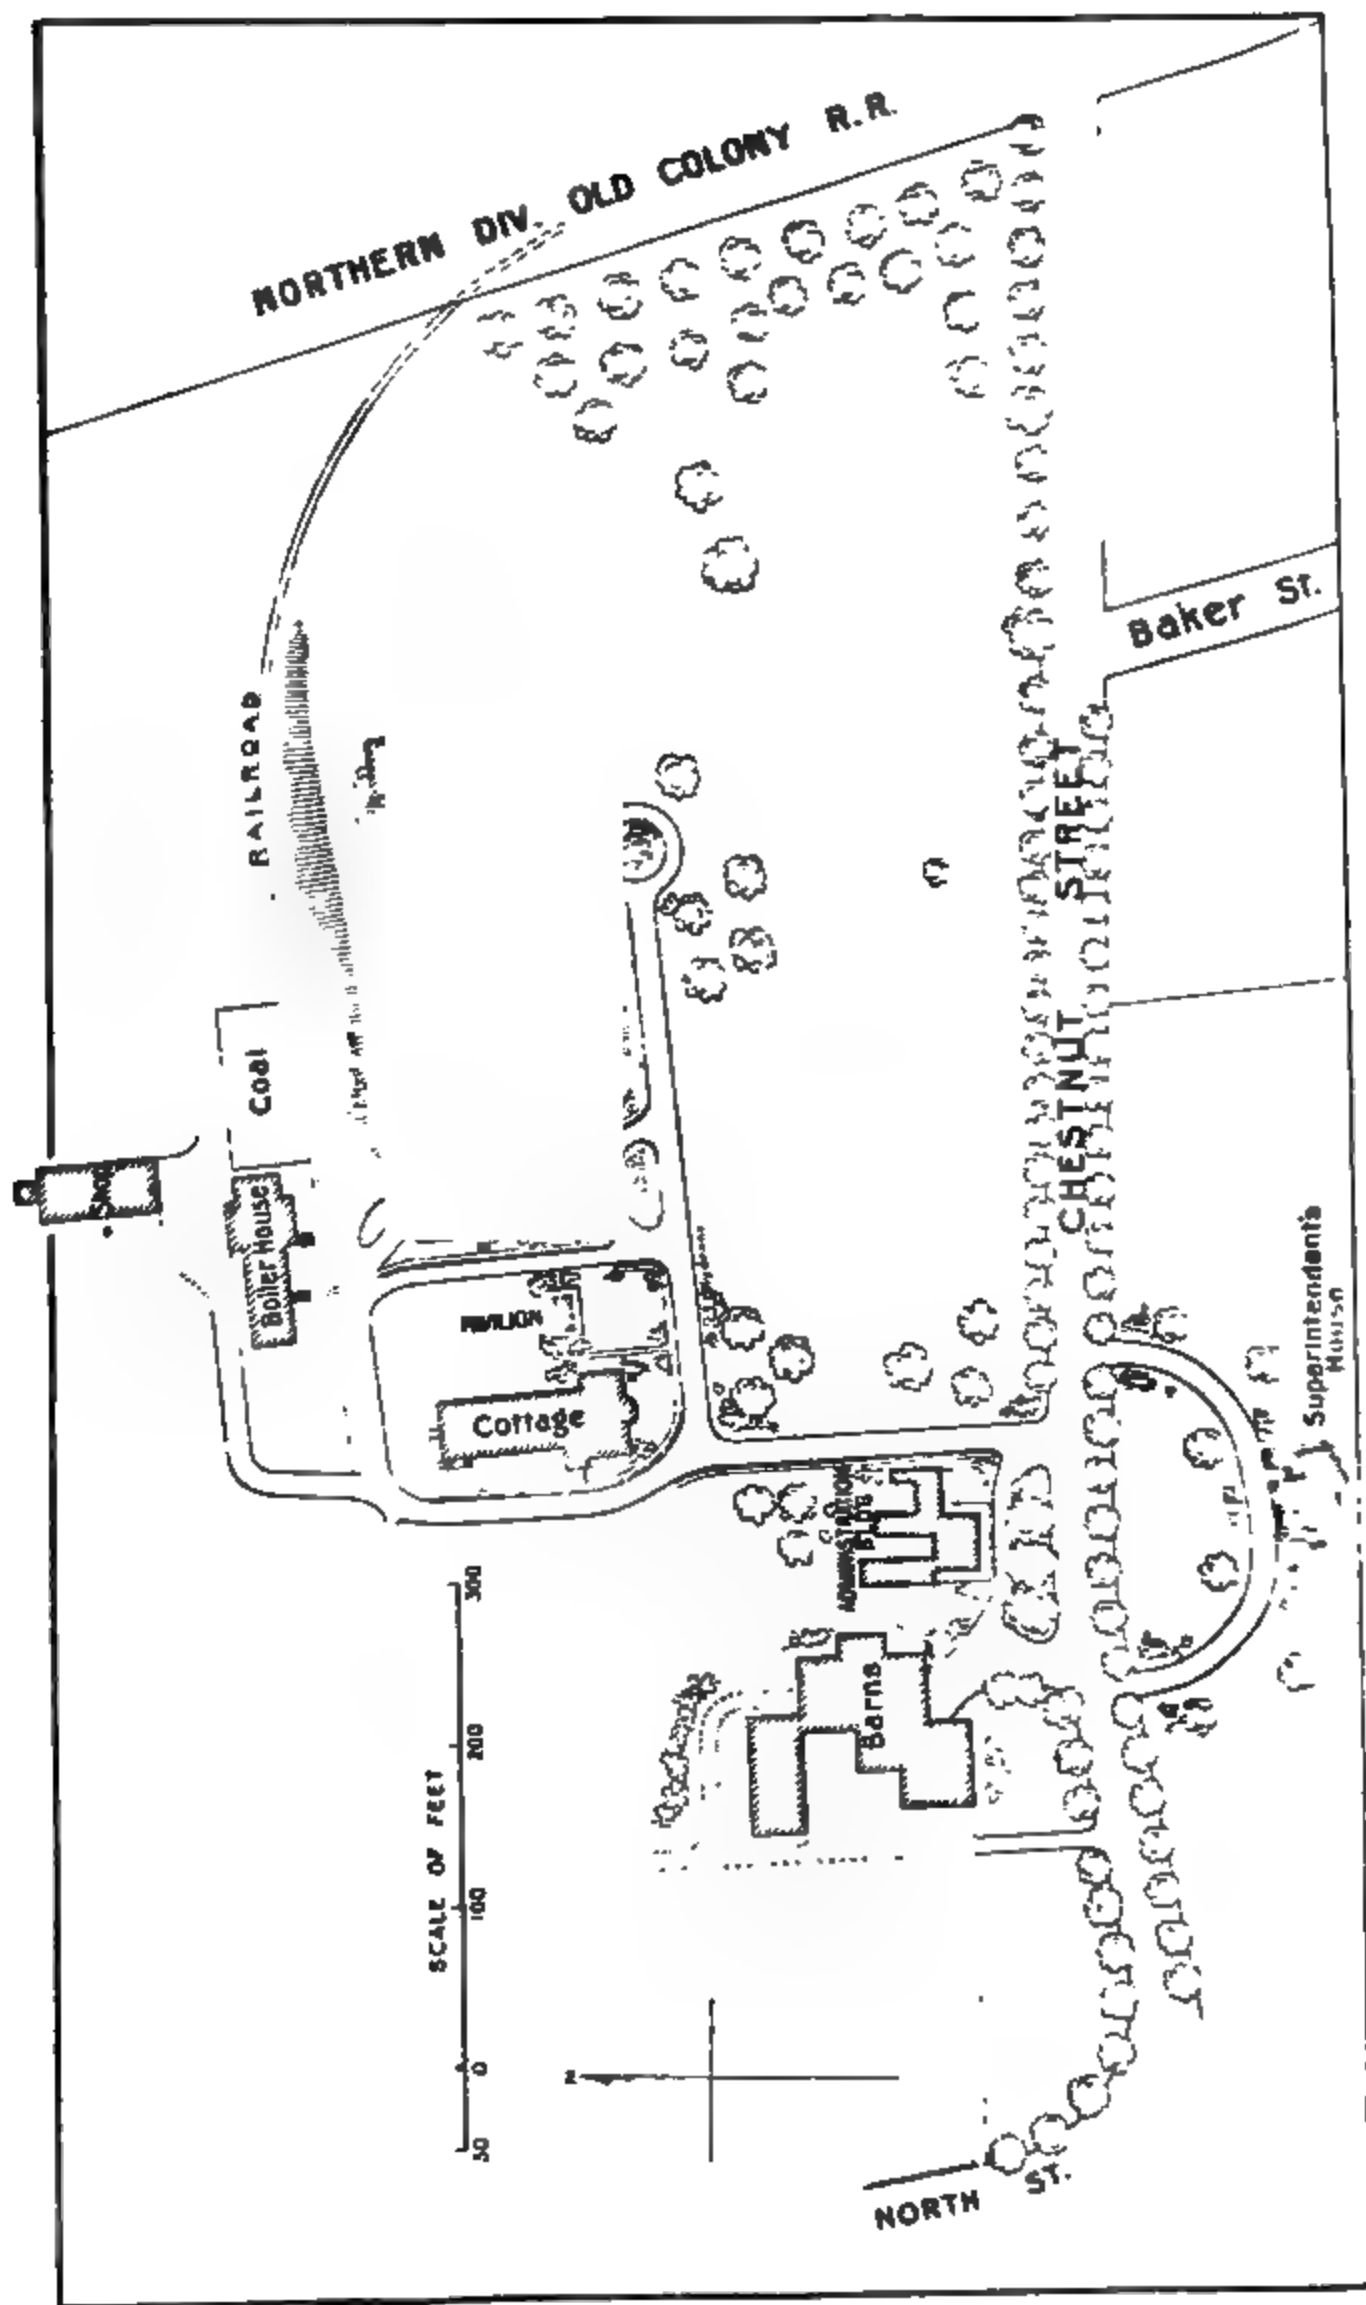 NORTHERN DIV. OLD COLONY R.R.
Baker St.
RAILROAD
CHESTNUT STREET
Coal
Shop
Boiler House
PAVILION
Cottage
Superintendents
House
ADMINISTRATION
BLDG
Barns
SCALE OF FEET
50 0 100 200 300
N
NORTH ST.